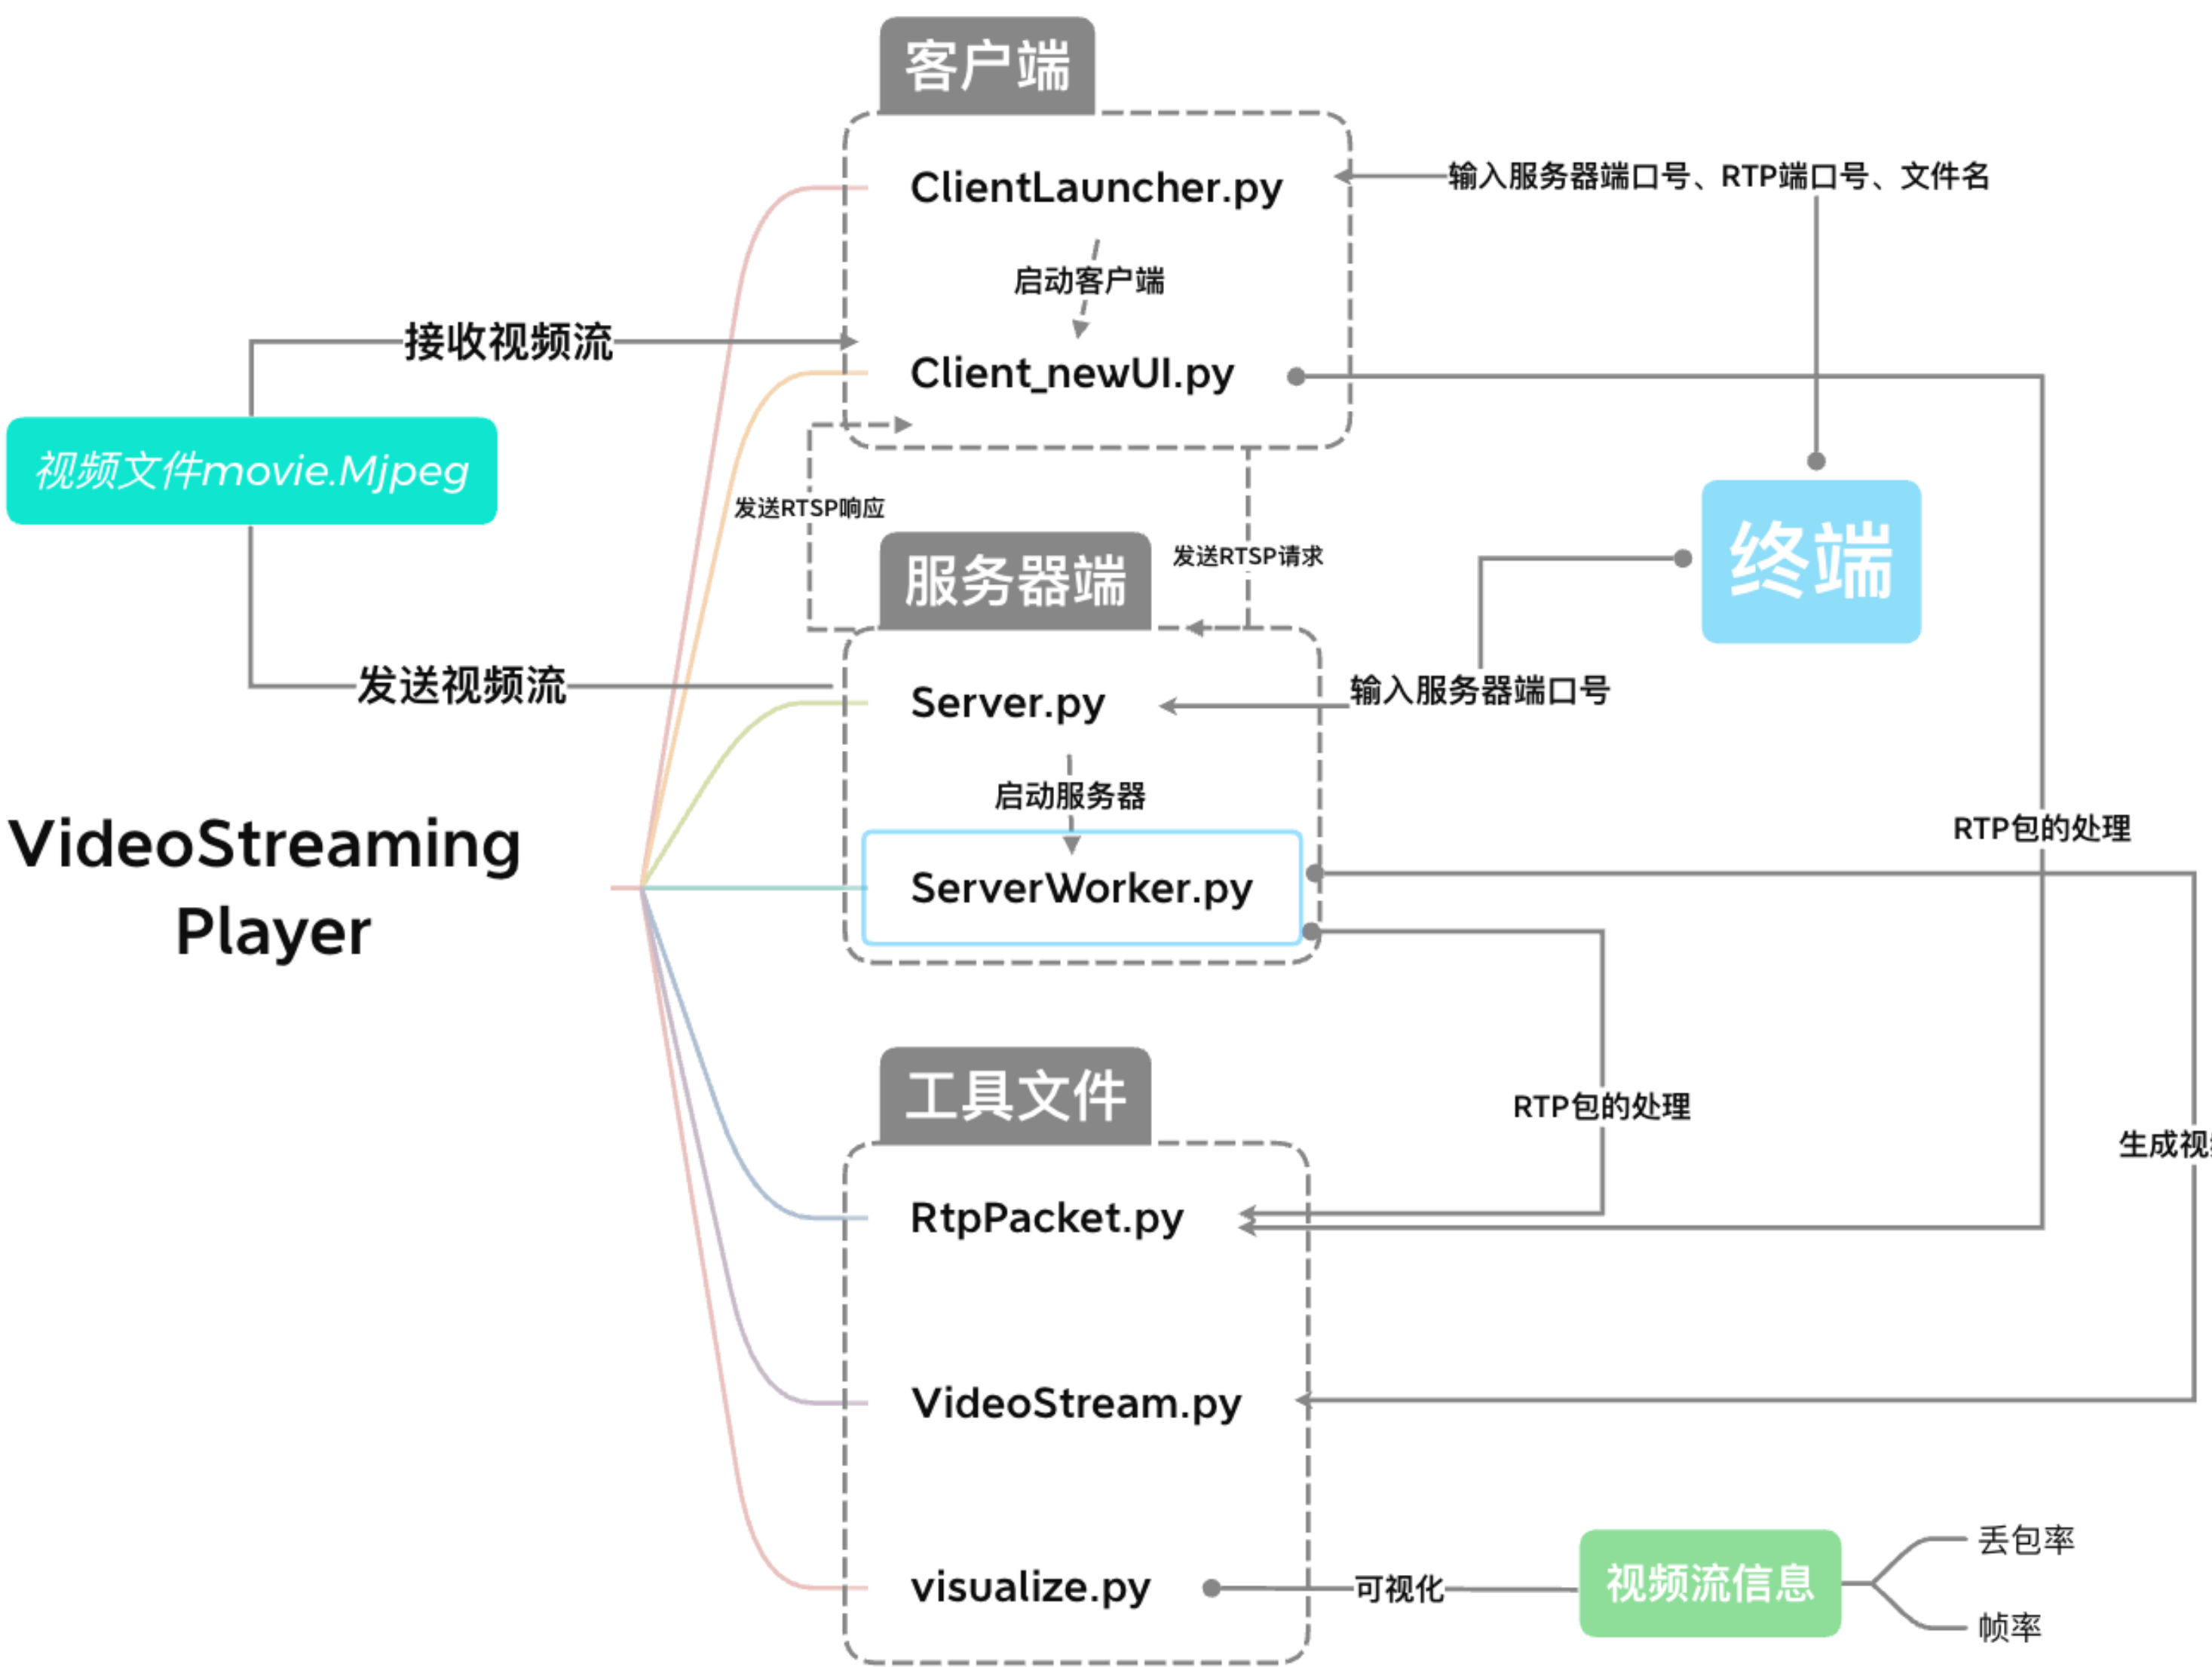 客户端
ClientLauncher.py
输入服务器端口号、RTP端口号、文件名
启动客户端
接收视频流
Client_newUI.py
视频文件movie.Mjpeg
发送RTSP响应
发送RTSP请求
终端
服务器端
发送视频流
Server.py
输入服务器端口号
启动服务器
VideoStreaming
Player
ServerWorker.py
RTP包的处理
工具文件
RTP包的处理
生成视
RtpPacket.py
VideoStream.py
visualize.py
可视化
视频流信息
丢包率
帧率